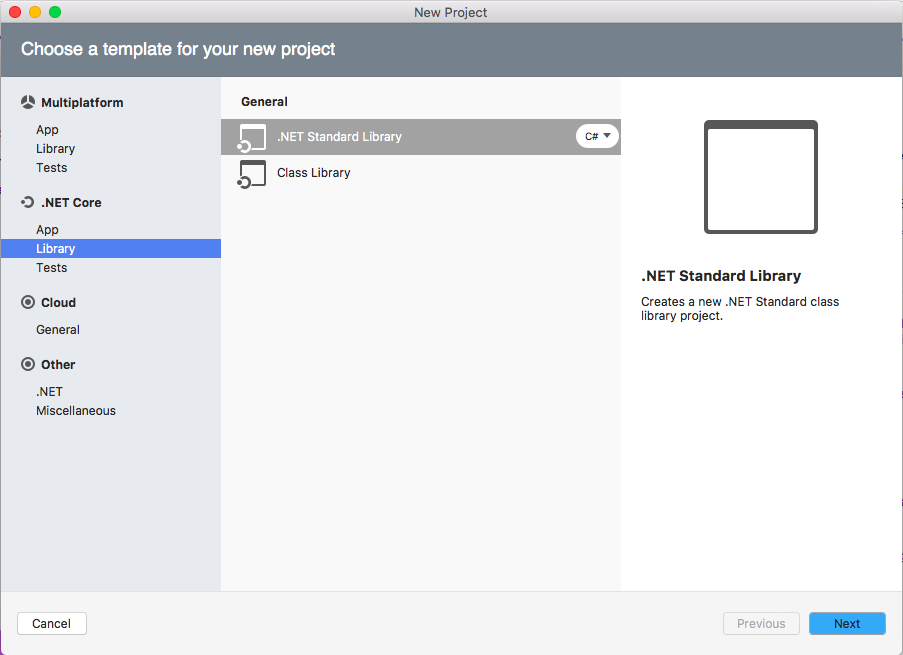 New Project
Choose a template for your new project
Multiplatform
App
Library
Tests
.NET Core
App
Library
Tests
Cloud
General
Other
.NET
Miscellaneous
General
.NET Standard Library
C#
Class Library
.NET Standard Library
Creates a new .NET Standard class
library project.
Cancel
Previous
Next